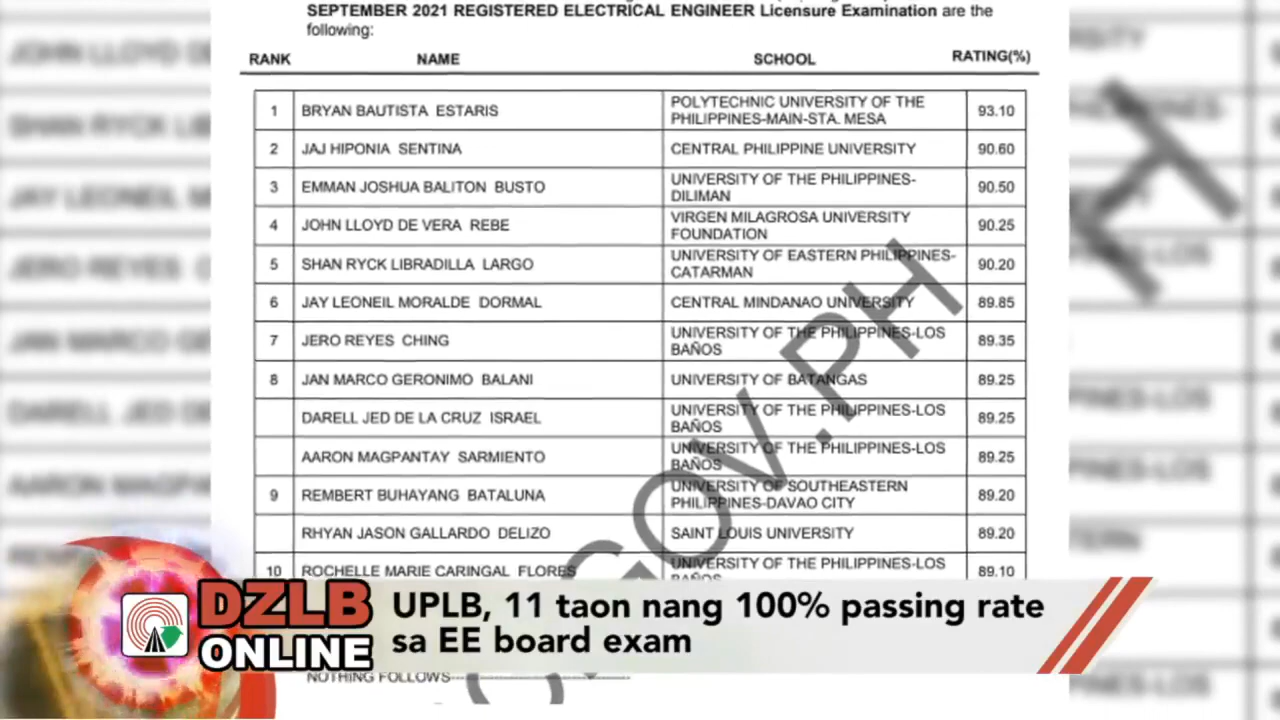 SEPTEMBER 2021 REGISTERED ELECTRICAL ENGINEER Licensure Examination are the
following:
RANK NAME SCHOOL RATING(%)
1 BRYAN BAUTISTA ESTARIS POLYTECHNIC UNIVERSITY OF THE
PHILIPPINES-MAIN-STA. MESA 93.10
2 JAJ HIPONIA SENTINA CENTRAL PHILIPPINE UNIVERSITY 90.60
3 EMMAN JOSHUA BALITON BUSTO UNIVERSITY OF THE PHILIPPINES-
DILIMAN 90.50
4 JOHN LLOYD DE VERA REBE VIRGEN MILAGROSA UNIVERSITY
FOUNDATION 90.25
5 SHAN RYCK LIBRADILLA LARGO UNIVERSITY OF EASTERN PHILIPPINES-
CATARMAN 90.20
6 JAY LEONEIL MORALDE DORMAL CENTRAL MINDANAO UNIVERSITY 89.85
7 JERO REYES CHING UNIVERSITY OF THE PHILIPPINES-LOS
BAÑOS 89.35
8 JAN MARCO GERONIMO BALANI UNIVERSITY OF BATANGAS 89.25
DARELL JED DE LA CRUZ ISRAEL UNIVERSITY OF THE PHILIPPINES-LOS
BAÑOS 89.25
AARON MAGPANTAY SARMIENTO UNIVERSITY OF THE PHILIPPINES-LOS
BAÑOS 89.25
9 REMBERT BUHAYANG BATALUNA UNIVERSITY OF SOUTHEASTERN
PHILIPPINES-DAVAO CITY 89.20
RHYAN JASON GALLARDO DELIZO SAINT LOUIS UNIVERSITY 89.20
10 ROCHELLE MARIE CARINGAL FLORES UNIVERSITY OF THE PHILIPPINES-LOS
BAÑOS 89.10
GOV.PH
DZLB
ONLINE
UPLB, 11 taon nang 100% passing rate
sa EE board exam
NOTHING FOLLOWS